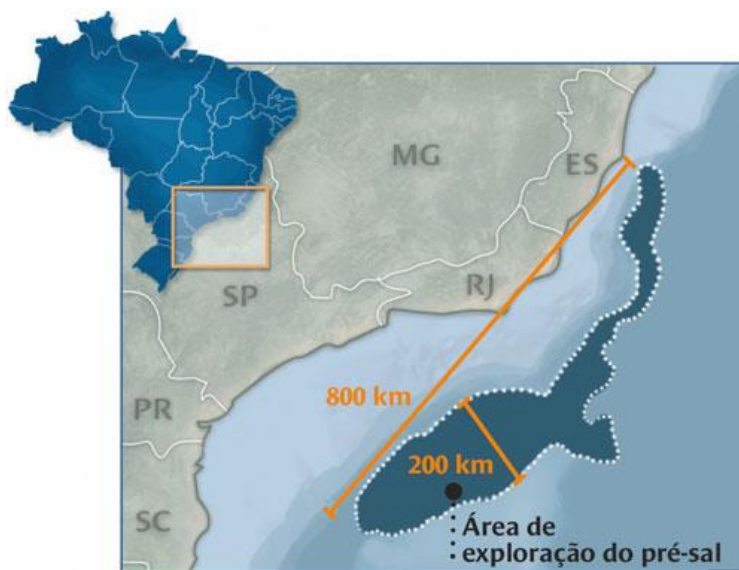 MG
ES
RJ
SP
800 km
PR
200 km
SC
Área de
exploração do pré-sal